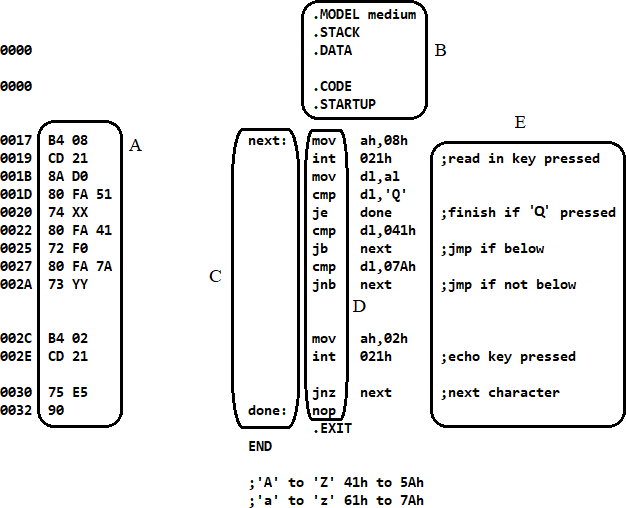 .MODEL medium
.STACK
0000 .DATA B
0000 .CODE
.STARTUP
E
0017 B4 08 A next: mov ah,08h
0019 CD 21 int 021h ;read in key pressed
001B 8A D0 mov dl,al
001D 80 FA 51 cmp dl,'Q'
0020 74 XX je done ;finish if 'Q' pressed
0022 80 FA 41 cmp dl,041h
0025 72 F0 jb next ;jmp if below
0027 80 FA 7A C cmp dl,07Ah
002A 73 YY jnb next ;jmp if not below
D
002C B4 02 mov ah,02h
002E CD 21 int 021h ;echo key pressed
0030 75 E5 jnz next ;next character
0032 90 done: nop
.EXIT
END
;'A' to 'Z' 41h to 5Ah
;'a' to 'z' 61h to 7Ah